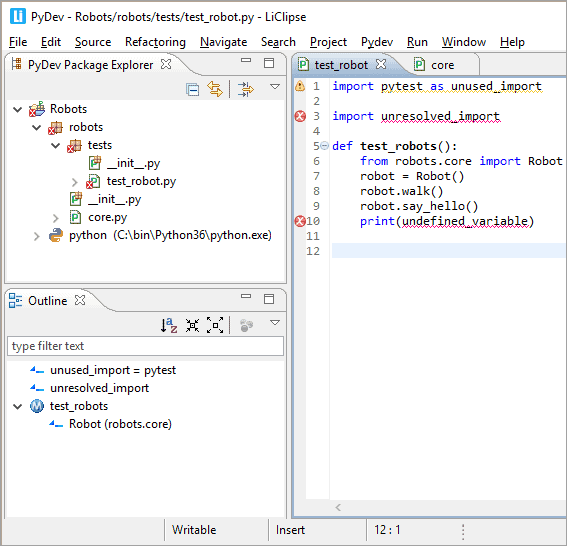 PyDev - Robots/robots/tests/test_robot.py - LiClipse
File Edit Source Refactoring Navigate Search Project Pydev Run Window Help
PyDev Package Explorer
Robots
robots
tests
__init__.py
test_robot.py
__init__.py
core.py
python (C:\bin\Python36\python.exe)
Outline
type filter text
unused_import = pytest
unresolved_import
test_robots
Robot (robots.core)
test_robot core
1 import pytest as unused_import
2
3 import unresolved_import
4
5 def test_robots():
6 from robots.core import Robot
7 robot = Robot()
8 robot.walk()
9 robot.say_hello()
10 print(undefined_variable)
11
12
Writable Insert 12 : 1